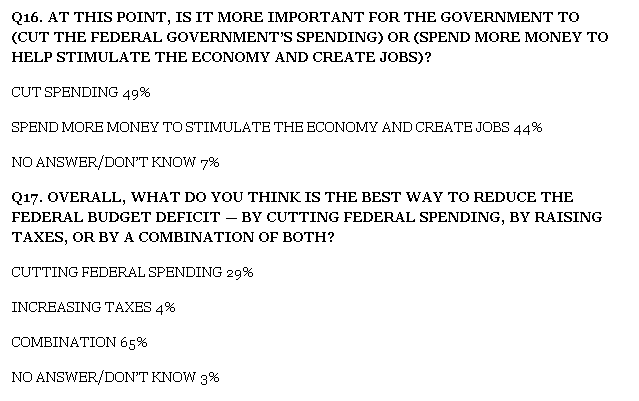 Q16. AT THIS POINT, IS IT MORE IMPORTANT FOR THE GOVERNMENT TO
(CUT THE FEDERAL GOVERNMENT'S SPENDING) OR (SPEND MORE MONEY TO
HELP STIMULATE THE ECONOMY AND CREATE JOBS)?
CUT SPENDING 49%
SPEND MORE MONEY TO STIMULATE THE ECONOMY AND CREATE JOBS 44%
NO ANSWER/DON'T KNOW 7%
Q17. OVERALL, WHAT DO YOU THINK IS THE BEST WAY TO REDUCE THE
FEDERAL BUDGET DEFICIT — BY CUTTING FEDERAL SPENDING, BY RAISING
TAXES, OR BY A COMBINATION OF BOTH?
CUTTING FEDERAL SPENDING 29%
INCREASING TAXES 4%
COMBINATION 65%
NO ANSWER/DON'T KNOW 3%